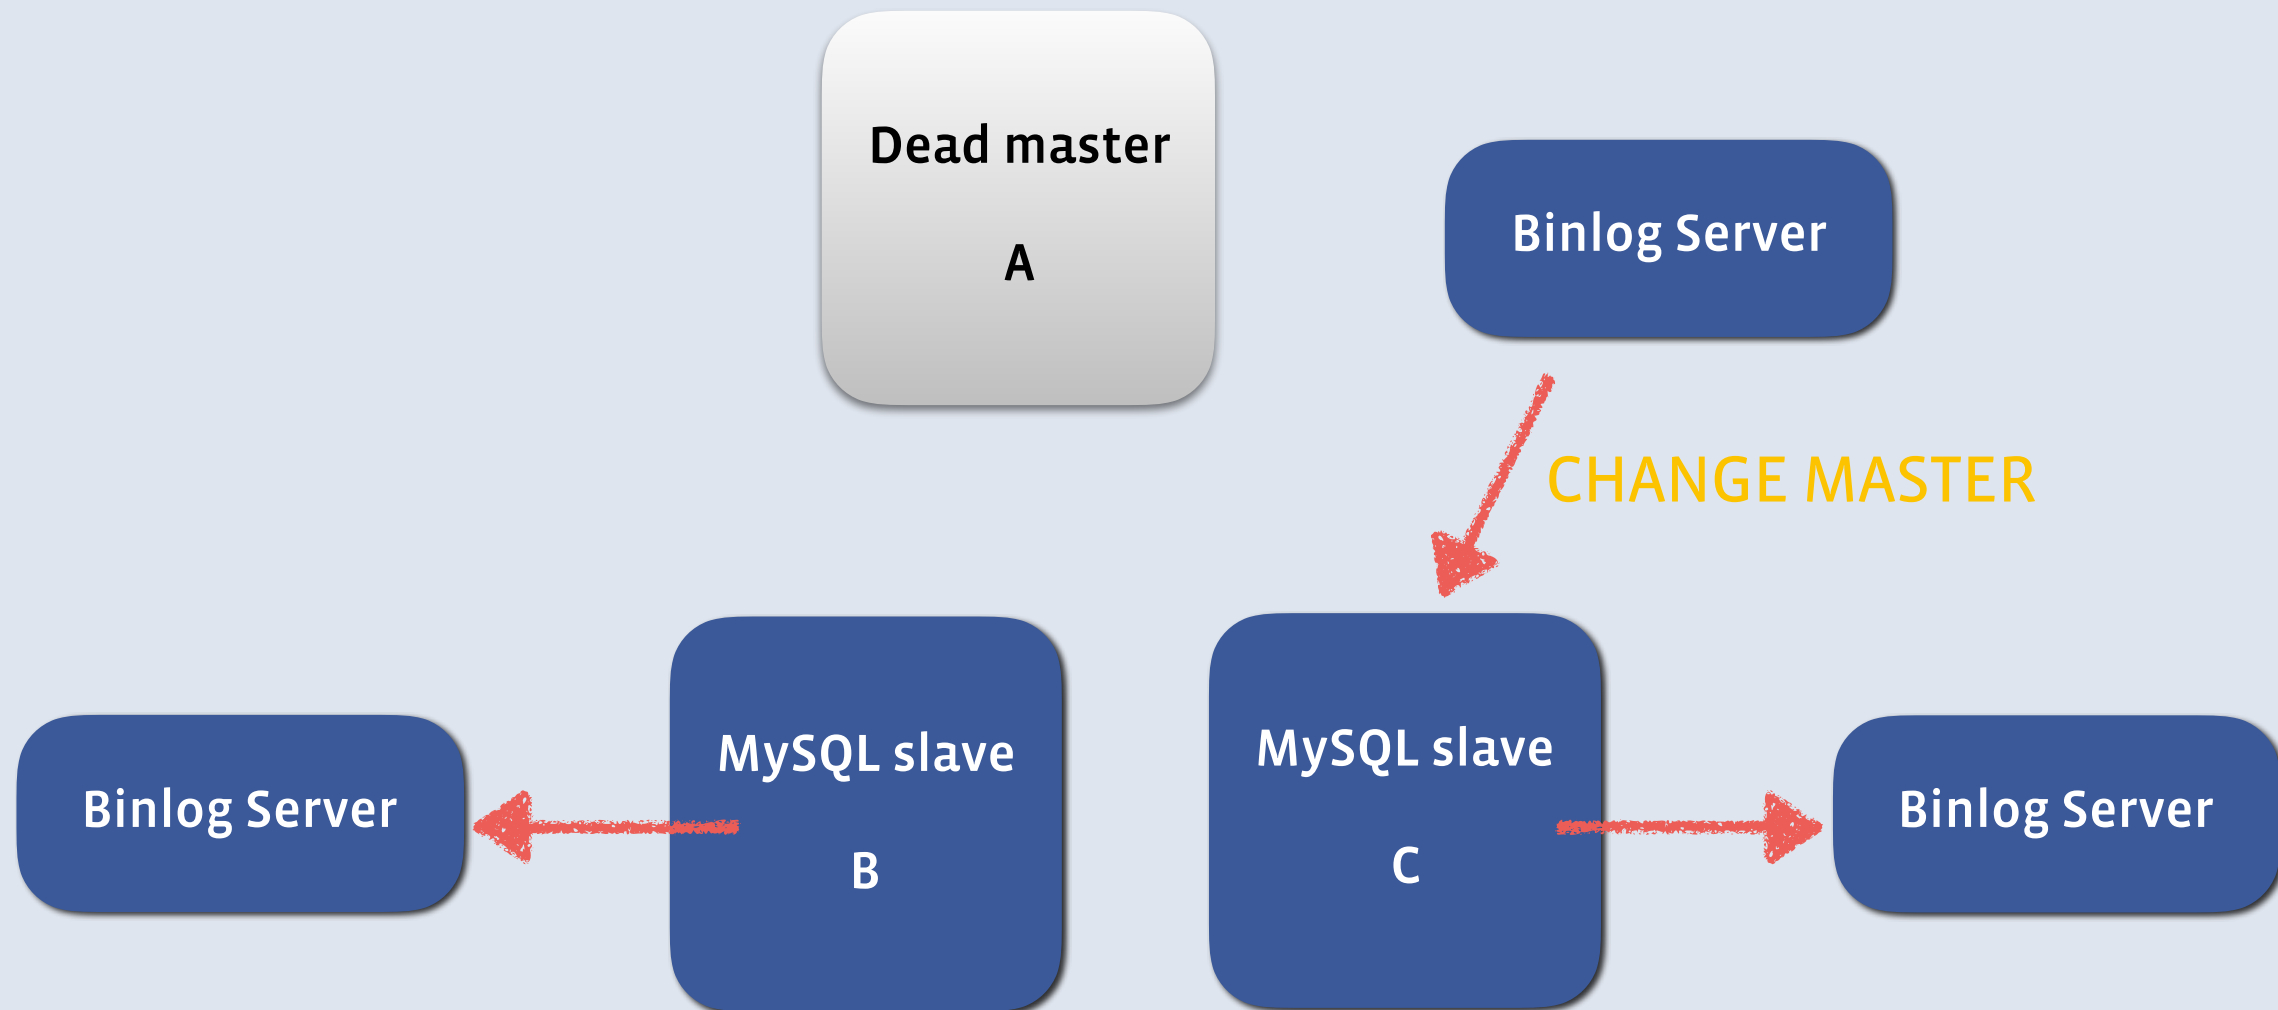 Dead master
A
Binlog Server
CHANGE MASTER
MySQL slave
B
MySQL slave
C
Binlog Server
Binlog Server